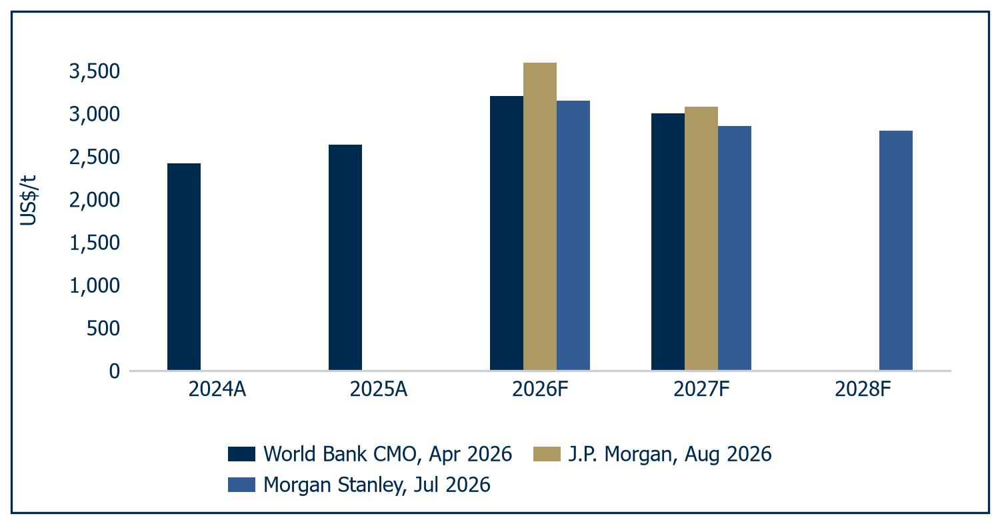 3,500
3,000
2,500
2,000
1,500
1,000
500
0
US$/t
2024A 2025A 2026F 2027F 2028F
World Bank CMO, Apr 2026 J.P. Morgan, Aug 2026
Morgan Stanley, Jul 2026